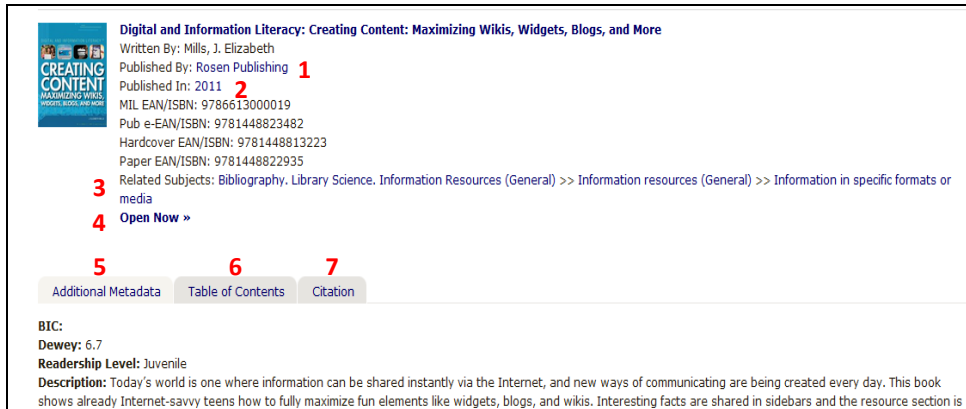 Digital and Information Literacy: Creating Content: Maximizing Wikis, Widgets, Blogs, and More
CREATING
CONTENT
MAXIMIZING WIKIS,
WIDGETS, BLOGS, AND MORE
Written By: Mills, J. Elizabeth
Published By: Rosen Publishing 1
Published In: 2011 2
MIL EAN/ISBN: 9786613000019
Pub e-EAN/ISBN: 9781448823482
Hardcover EAN/ISBN: 9781448813223
Paper EAN/ISBN: 9781448822935
3 Related Subjects: Bibliography. Library Science. Information Resources (General) >> Information resources (General) >> Information in specific formats or
media
4 Open Now »
5 6 7
Additional Metadata Table of Contents Citation
BIC:
Dewey: 6.7
Readership Level: Juvenile
Description: Today's world is one where information can be shared instantly via the Internet, and new ways of communicating are being created every day. This book
shows already Internet-savvy teens how to fully maximize fun elements like widgets, blogs, and wikis. Interesting facts are shared in sidebars and the resource section is